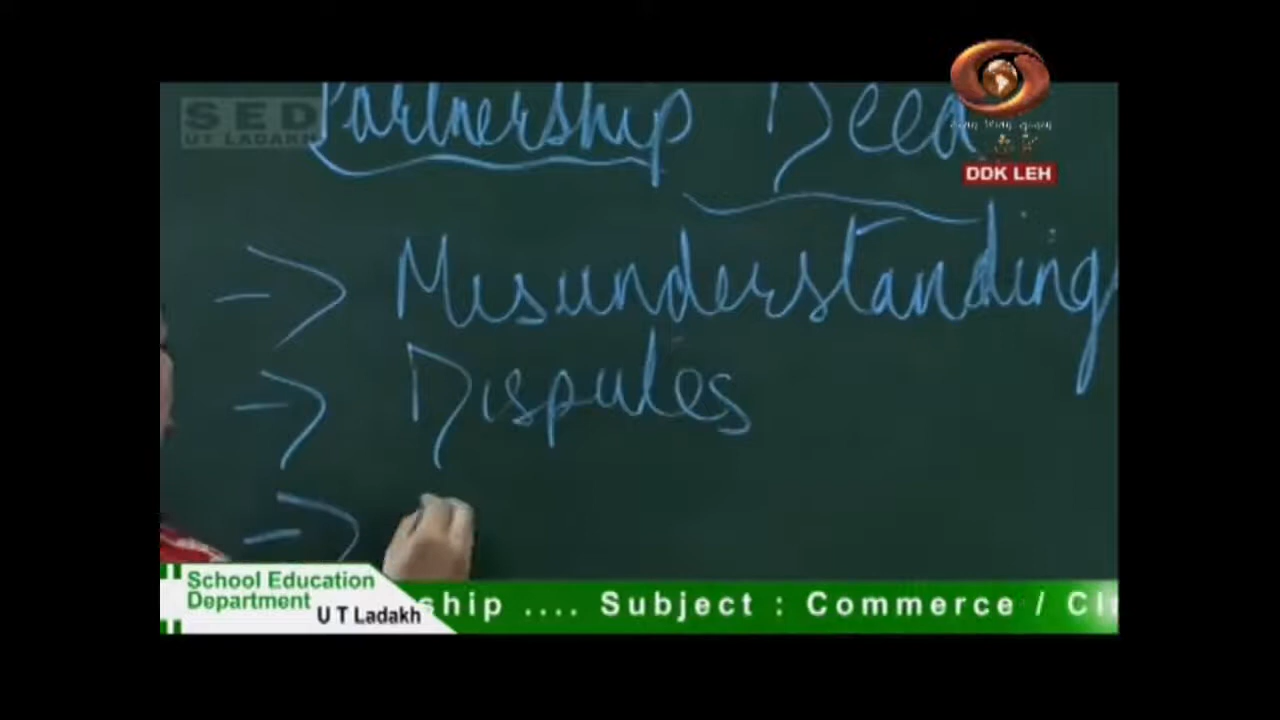 SED
UT LADAKH
Partnership Deed
DDK LEH
→ Misunderstanding
→ Disputes
→
School Education
Department
U T Ladakh
ship .... Subject : Commerce / Cl